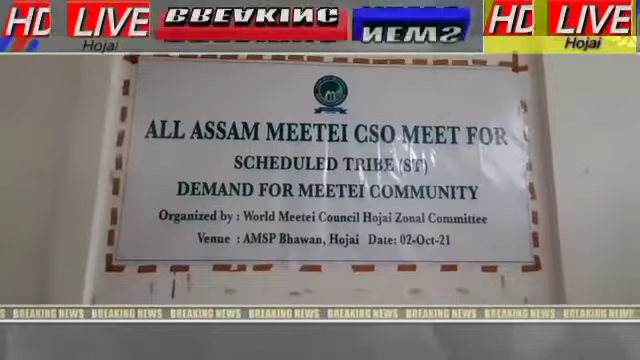 HD LIVE BREAKING NEWS HD LIVE
Hojai Hojai
ALL ASSAM MEETEI CSO MEET FOR
SCHEDULED TRIBE (ST)
DEMAND FOR MEETEI COMMUNITY
Organized by : World Meetei Council Hojai Zonal Committee
Venue : AMSP Bhawan, Hojai Date: 02-Oct-21
BREAKING NEWS BREAKING NEWS BREAKING NEWS BREAKING NEWS BREAKING NEWS BREAKING NEWS BREAKING NEWS